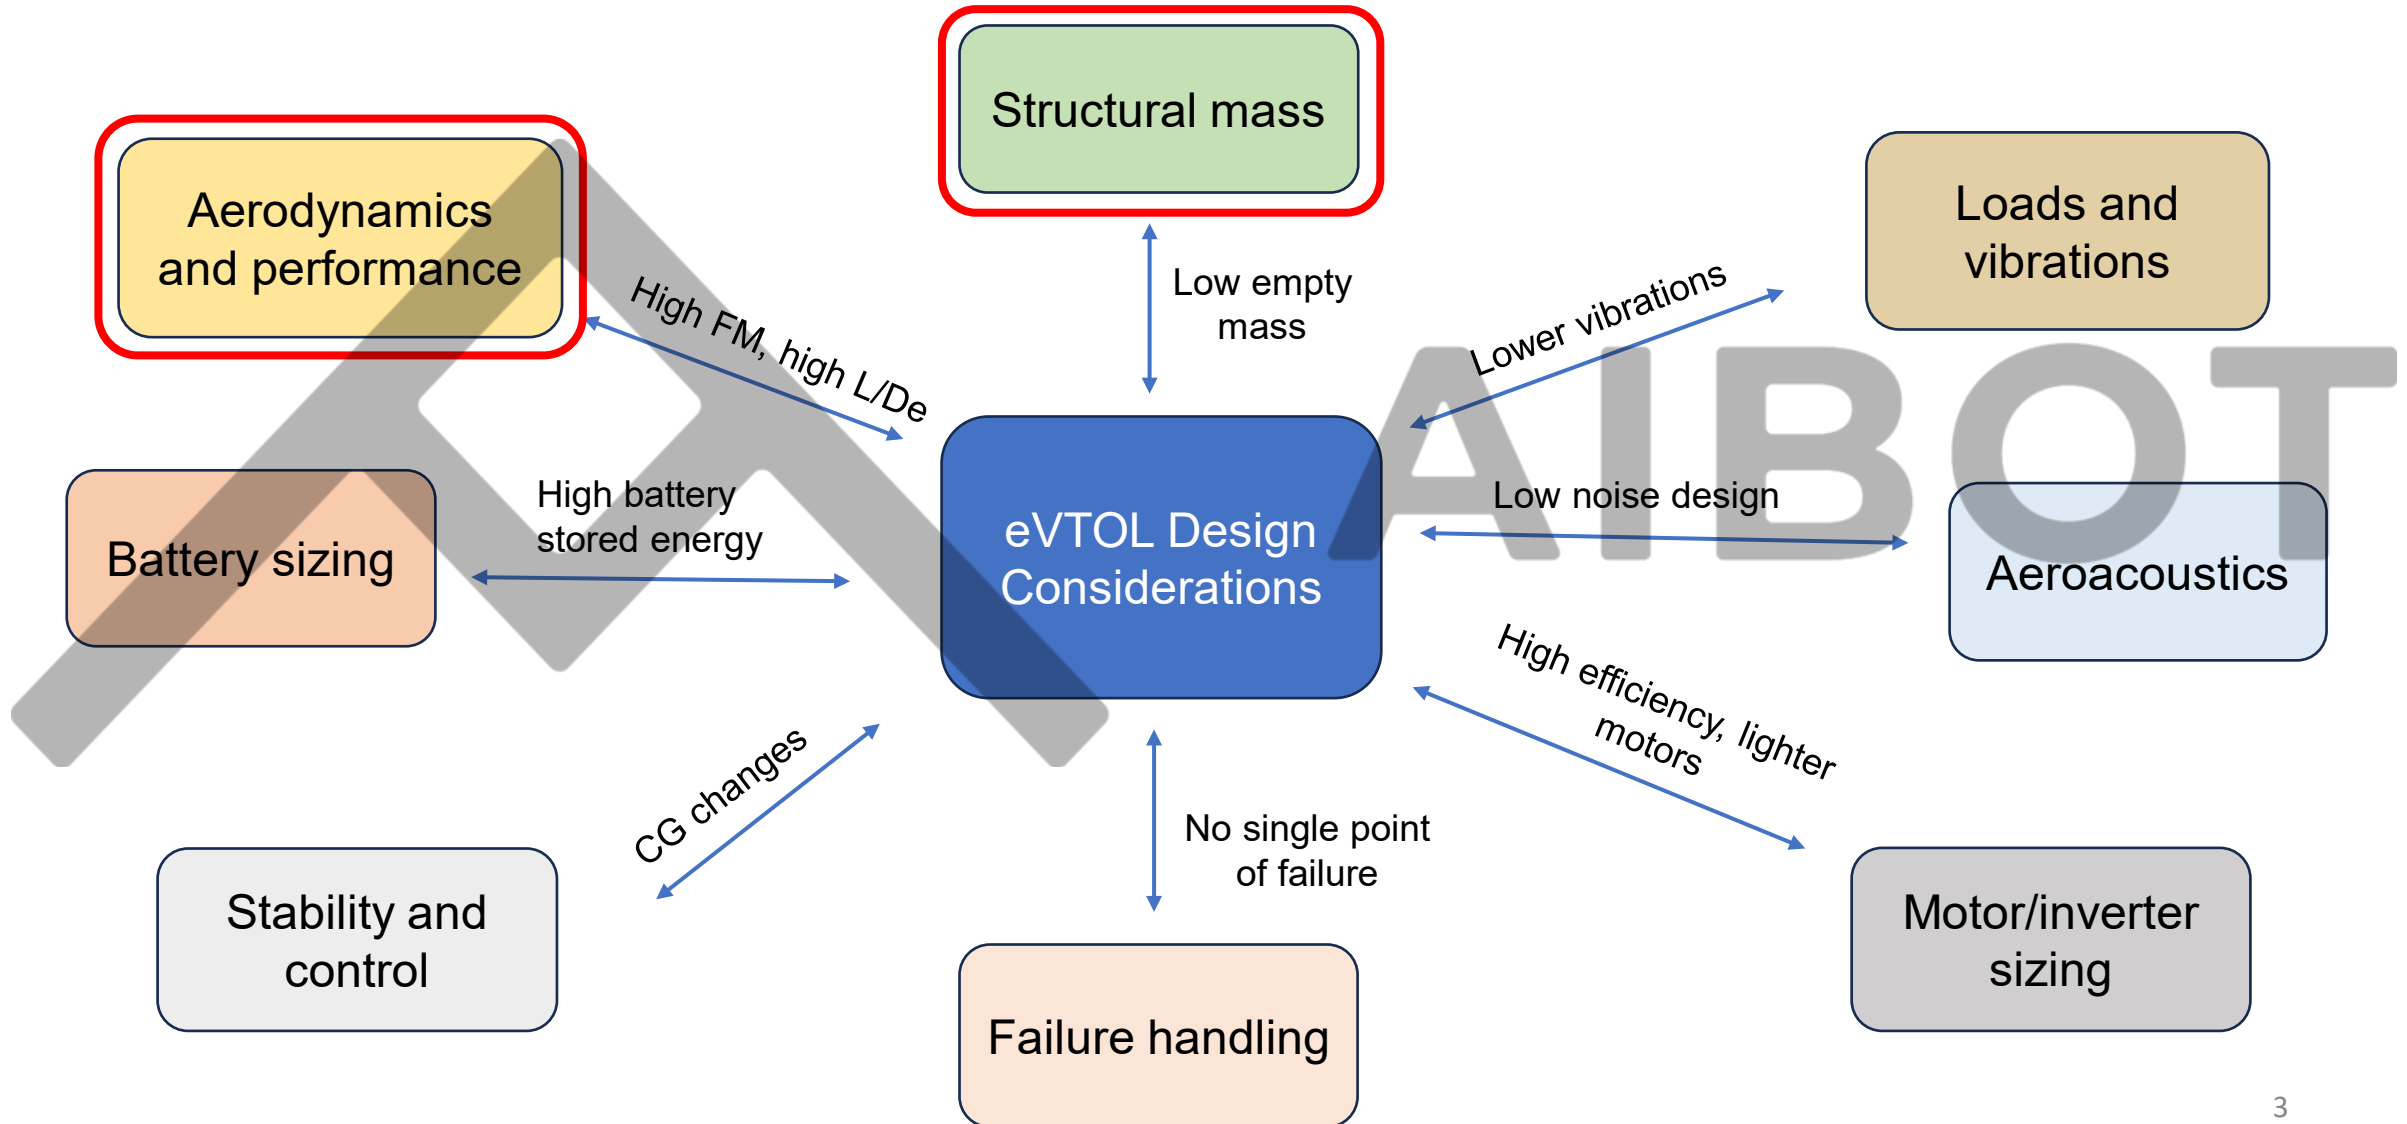 Structural mass
Aerodynamics
and performance
Loads and
vibrations
High FM, high L/De
Low empty
mass
Lower vibrations
AIBOT
Battery sizing
High battery
stored energy
eVTOL Design
Considerations
Low noise design
Aeroacoustics
CG changes
No single point
of failure
High efficiency, lighter
motors
Stability and
control
Failure handling
Motor/inverter
sizing
3